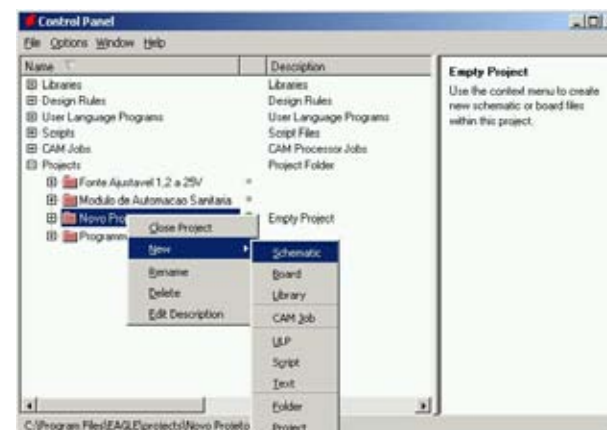 Control Panel
File Options Window Help
Name Description
Libraries Libraries
Design Rules Design Rules
User Language Programs User Language Programs
Scripts Script Files
CAM Jobs CAM Processor Jobs
Projects Project Folder
Fonte Ajustavel 1,2 a 25V
Modulo de Automacao Sanitaria
Novo Pro Empty Project
Programm
Close Project
New
Rename
Delete
Edit Description
Schematic
Board
Library
CAM Job
ULP
Script
Text
Folder
Project
Empty Project
Use the context menu to create
new schematic or board files
within this project.
C:\Program Files\EAGLE\projects\Novo Projeto